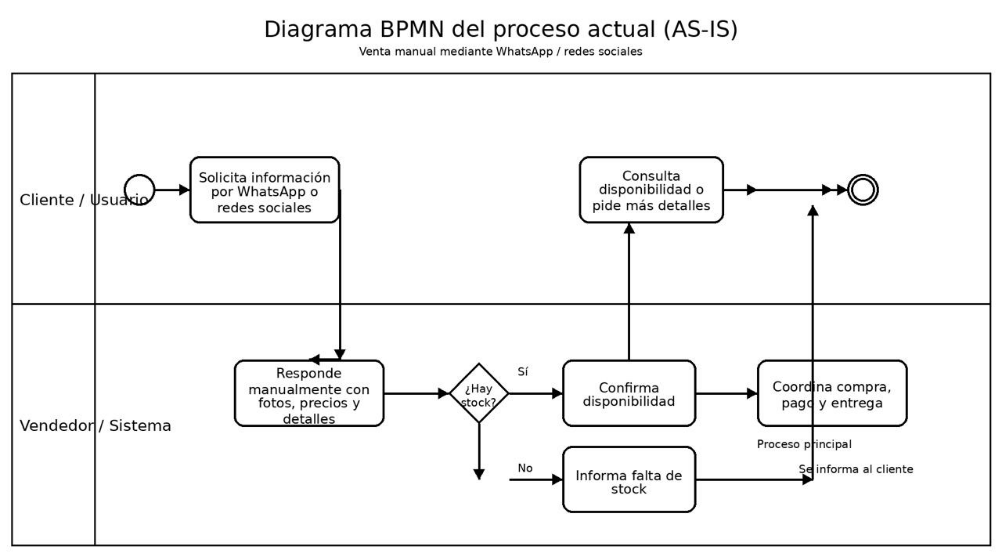 Diagrama BPMN del proceso actual (AS-IS)
Venta manual mediante WhatsApp / redes sociales
Cliente / Usuario
Solicita información
por WhatsApp o
redes sociales
Consulta
disponibilidad o
pide más detalles
Vendedor / Sistema
Responde
manualmente con
fotos, precios y
detalles
¿Hay
stock?
Sí
Confirma
disponibilidad
Coordina compra,
pago y entrega
Proceso principal
No
Informa falta de
stock
Se informa al cliente